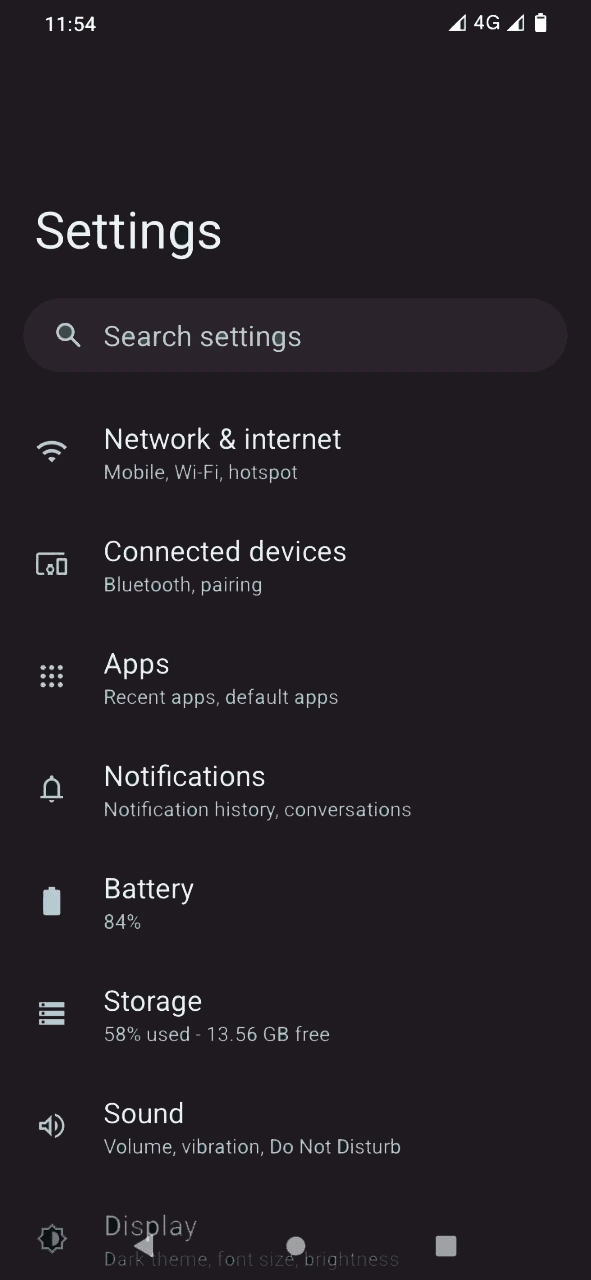 11:54 4G
Settings
Search settings
Network & internet
Mobile, Wi-Fi, hotspot
Connected devices
Bluetooth, pairing
Apps
Recent apps, default apps
Notifications
Notification history, conversations
Battery
84%
Storage
58% used - 13.56 GB free
Sound
Volume, vibration, Do Not Disturb
Display
Dark theme, font size, brightness